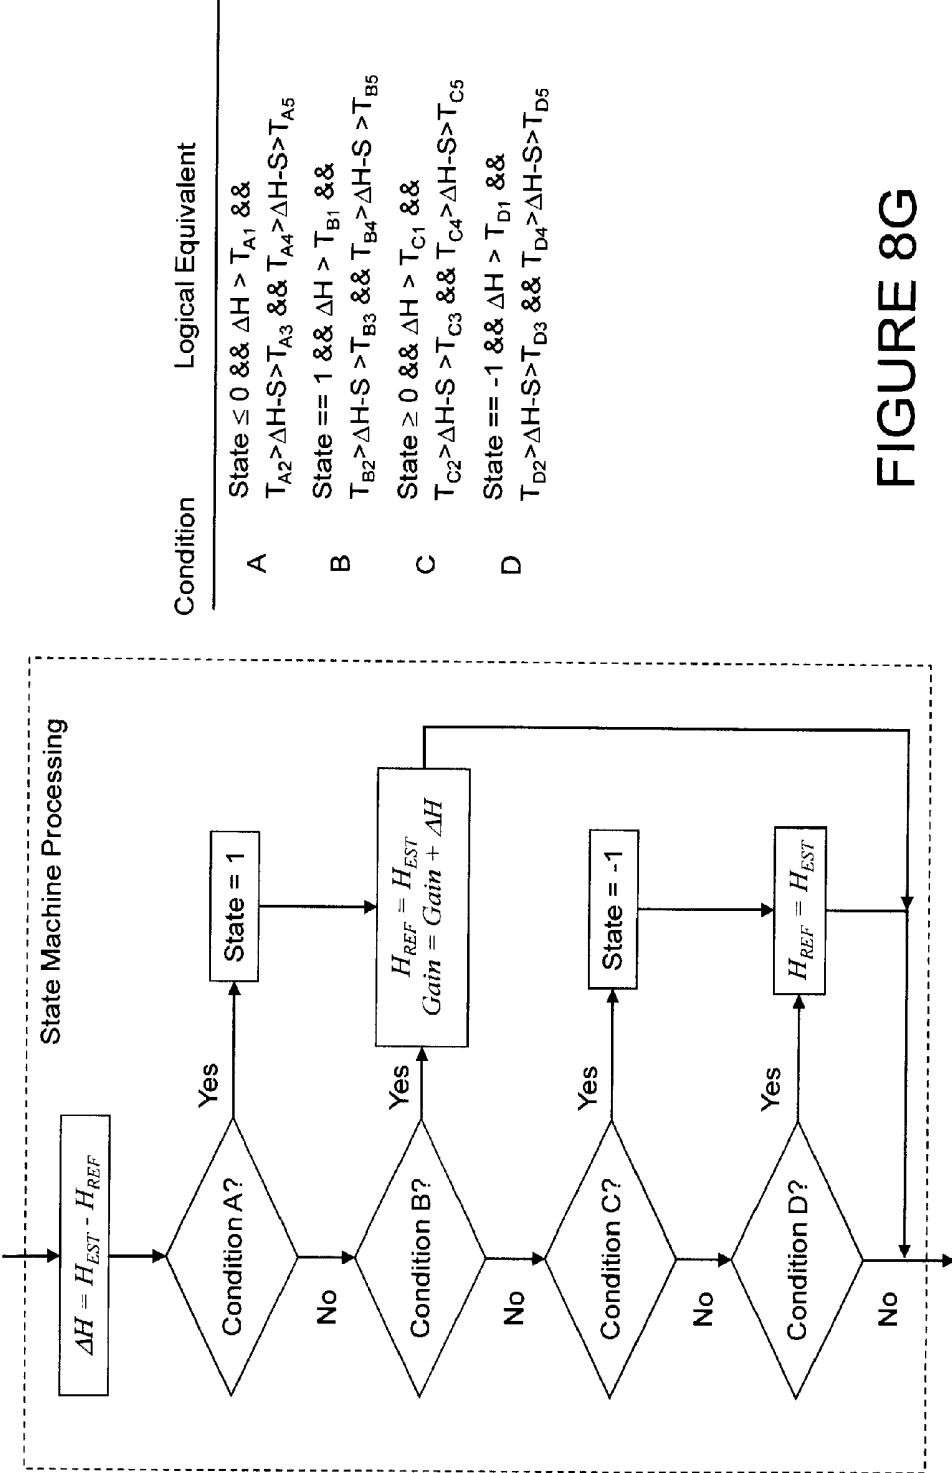 State Machine Processing
ΔH = H_EST - H_REF
Condition A?
Yes
State = 1
No
Condition B?
Yes
H_REF = H_EST
Gain = Gain + ΔH
No
Condition C?
Yes
State = -1
No
Condition D?
Yes
H_REF = H_EST
No
Condition Logical Equivalent
A State ≤ 0 && ΔH > T_A1 &&
T_A2>ΔH-S>T_A3 && T_A4>ΔH-S>T_A5
B State == 1 && ΔH > T_B1 &&
T_B2>ΔH-S >T_B3 && T_B4>ΔH-S >T_B5
C State ≥ 0 && ΔH > T_C1 &&
T_C2>ΔH-S >T_C3 && T_C4>ΔH-S>T_C5
D State == -1 && ΔH > T_D1 &&
T_D2>ΔH-S>T_D3 && T_D4>ΔH-S>T_D5
FIGURE 8G